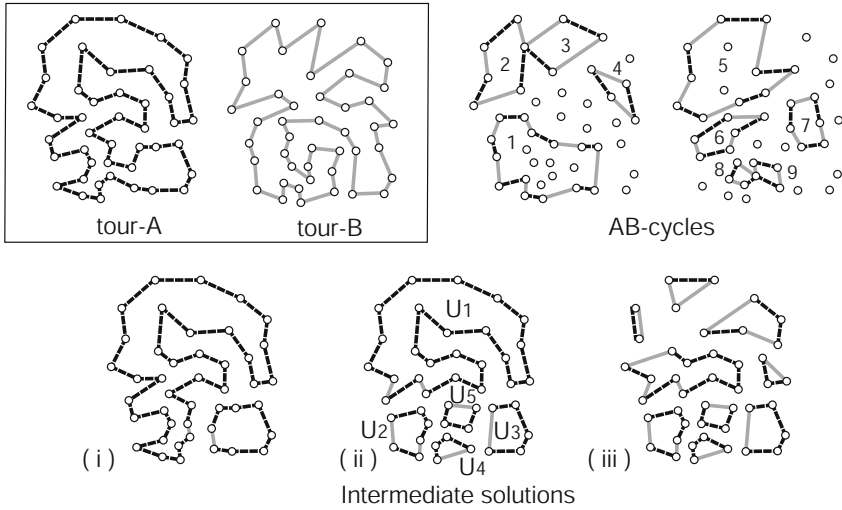 2
3
4
5
1
6
7
8
9
tour-A
tour-B
AB-cycles
U1
U5
U2
U3
U4
( i )
( ii )
( iii )
Intermediate solutions